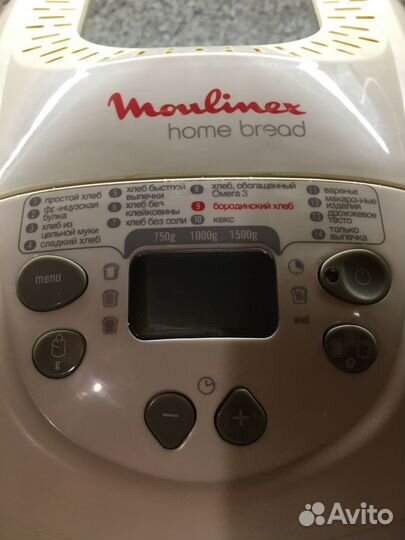 Moulinex
home bread
1 простой хлеб
2 французская булка
3 хлеб из цельной муки
4 сладкий хлеб
5 хлеб быстрой выпечки
6 хлеб без клейковины
7 хлеб без соли
8 хлеб, обогащенный Омега 3
9 бородинский хлеб
10 кекс
11 варенье
12 макаронные изделия
13 дрожжевое тесто
14 только выпечка
750g 1000g 1500g
menu
g
end
Avito